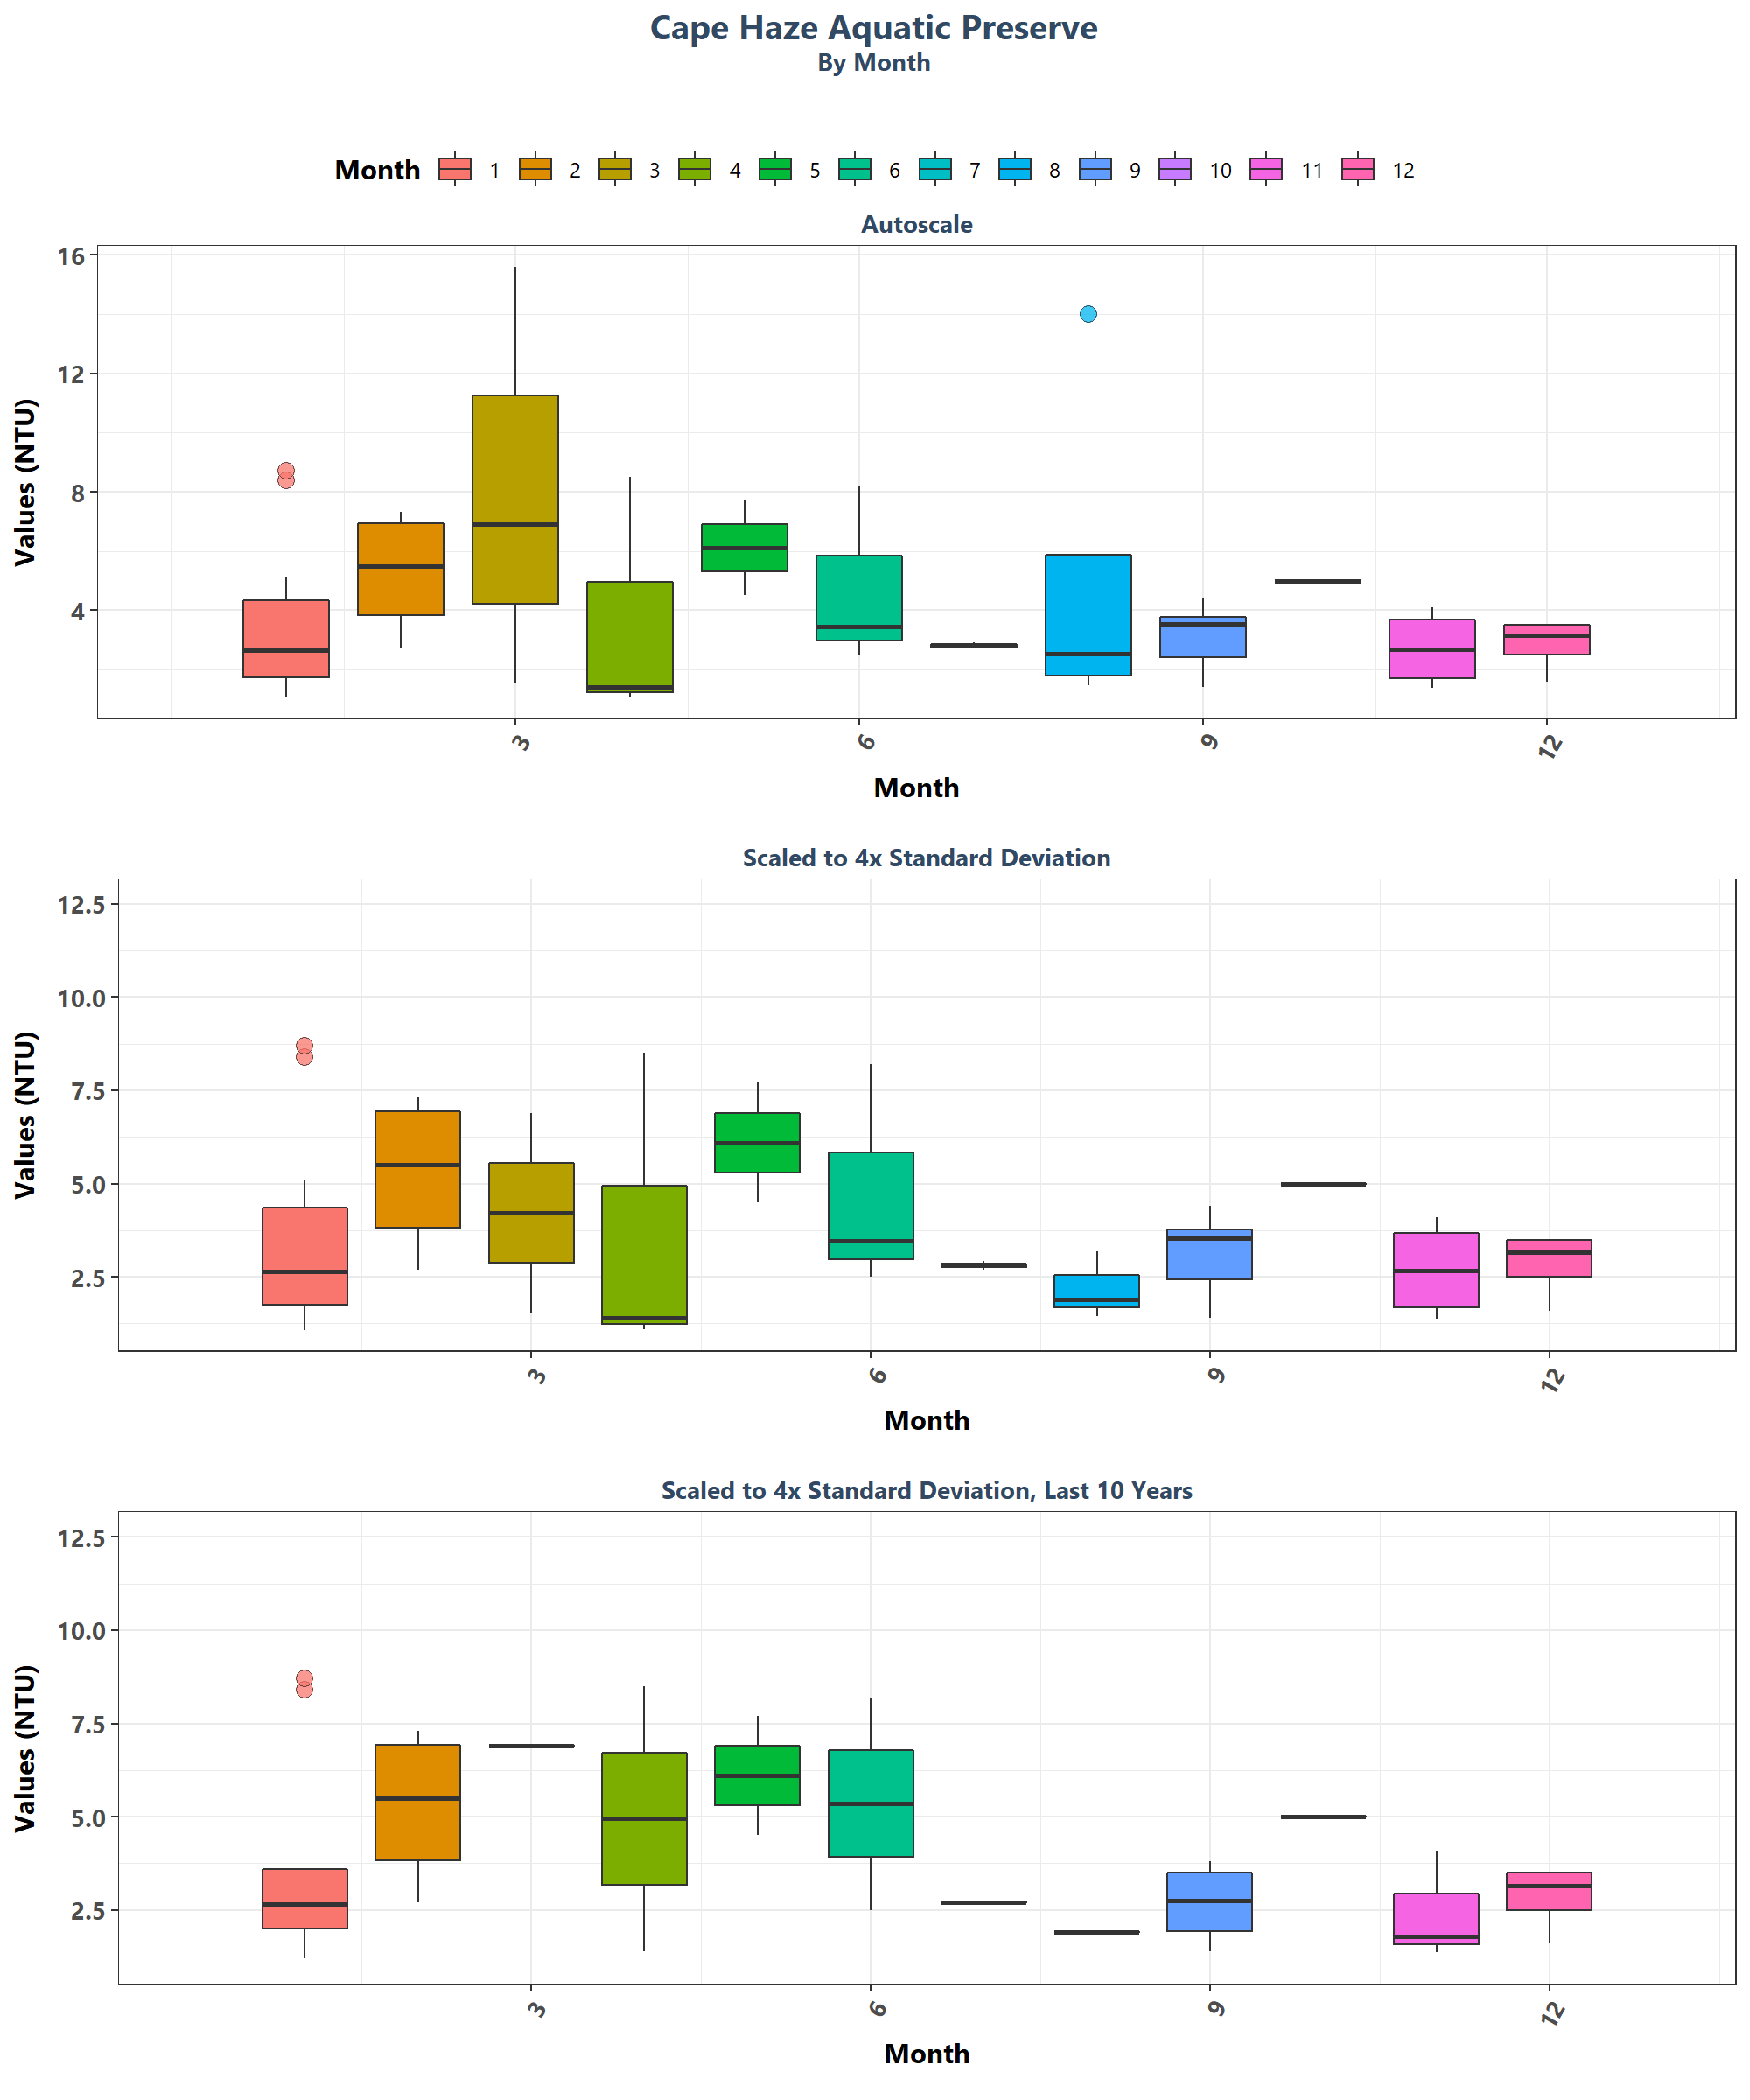 Cape Haze Aquatic Preserve
By Month
Month 1 2 3 4 5 6 7 8 9 10 11 12
Autoscale
Values (NTU)
16
12
8
4
3 6 9 12
Month
Scaled to 4x Standard Deviation
Values (NTU)
12.5
10.0
7.5
5.0
2.5
3 6 9 12
Month
Scaled to 4x Standard Deviation, Last 10 Years
Values (NTU)
12.5
10.0
7.5
5.0
2.5
3 6 9 12
Month